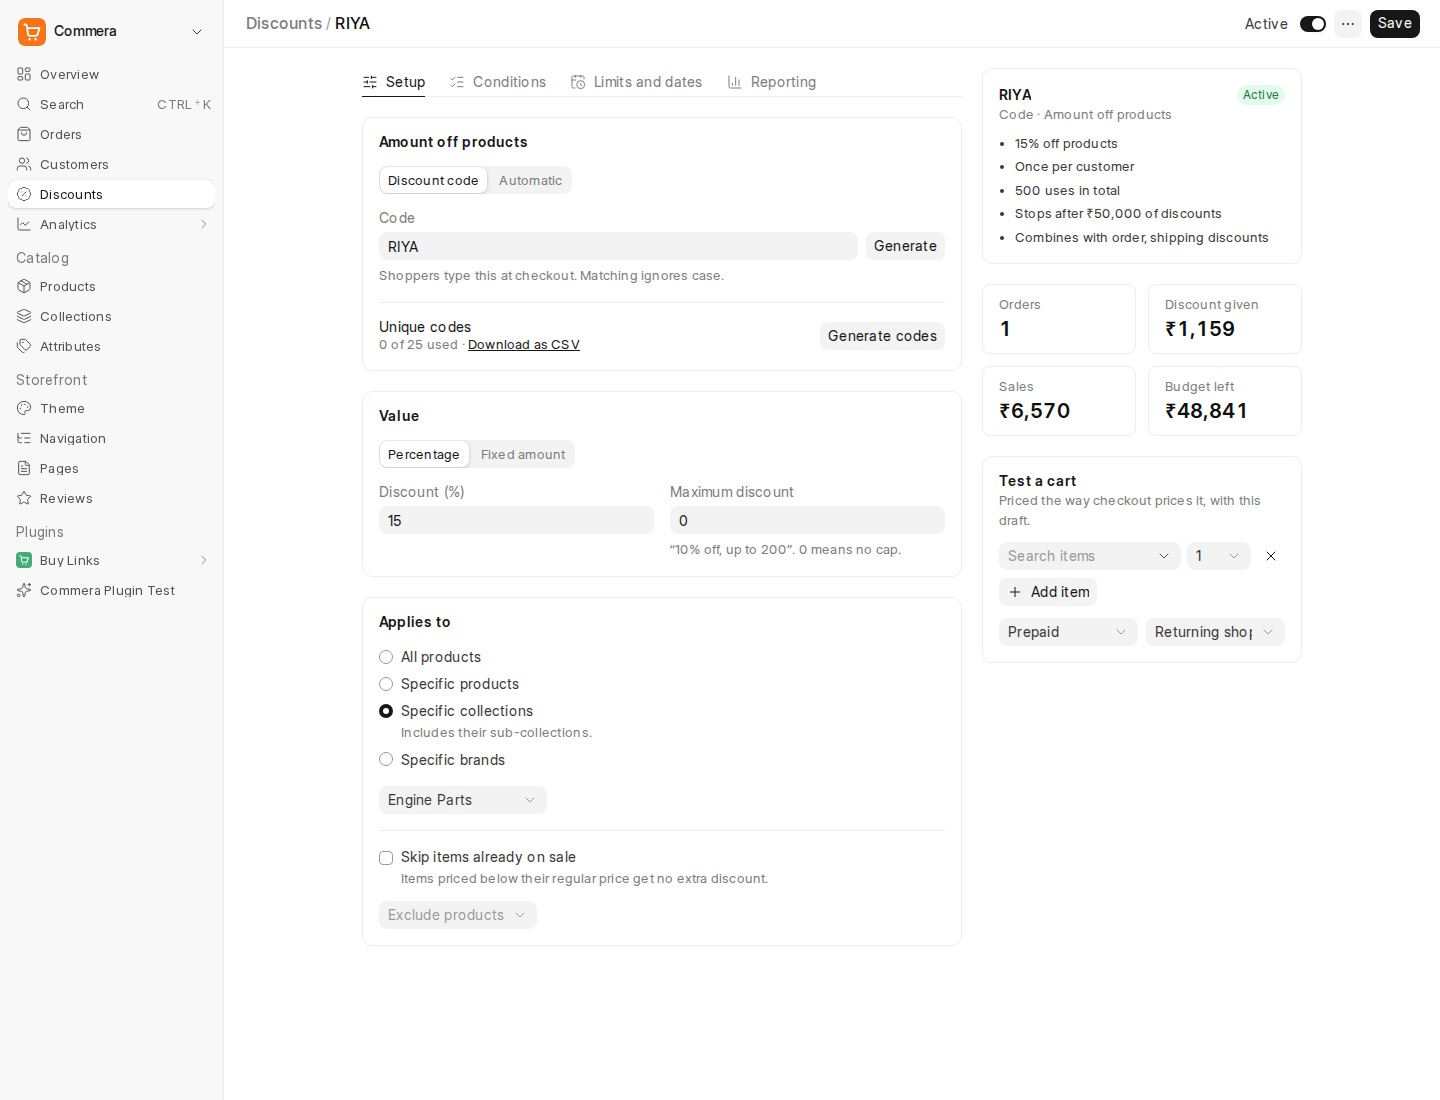 Commera
Overview
Search CTRL + K
Orders
Customers
Discounts
Analytics
Catalog
Products
Collections
Attributes
Storefront
Theme
Navigation
Pages
Reviews
Plugins
Buy Links
Commera Plugin Test
Discounts / RIYA
Active
Save
Setup
Conditions
Limits and dates
Reporting
Amount off products
Discount code
Automatic
Code
RIYA
Generate
Shoppers type this at checkout. Matching ignores case.
Unique codes
0 of 25 used · Download as CSV
Generate codes
Value
Percentage
Fixed amount
Discount (%)
Maximum discount
15
0
“10% off, up to 200”. 0 means no cap.
Applies to
All products
Specific products
Specific collections
Includes their sub-collections.
Specific brands
Engine Parts
Skip items already on sale
Items priced below their regular price get no extra discount.
Exclude products
RIYA
Active
Code · Amount off products
• 15% off products
• Once per customer
• 500 uses in total
• Stops after ₹50,000 of discounts
• Combines with order, shipping discounts
Orders
1
Discount given
₹1,159
Sales
₹6,570
Budget left
₹48,841
Test a cart
Priced the way checkout prices it, with this
draft.
Search items
1
Add item
Prepaid
Returning shop